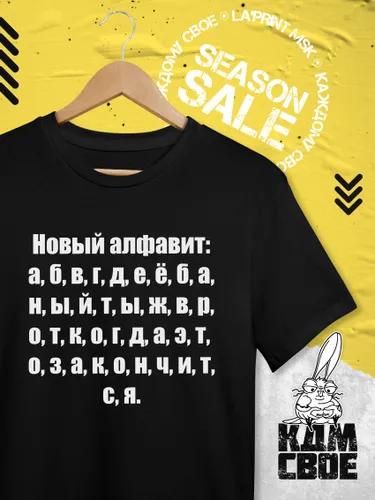 КАЖДОМУ СВОЕ • LA'PRINT MSK • КАЖДОМУ СВОЕ
SEASON
SALE
Новый алфавит:
а, б, в, г, д, е, ё, б, а,
н, ы, й, т, ы, ж, в, р,
о, т, к, о, г, д, а, э, т,
о, з, а, к, о, н, ч, и, т,
с, я.
КДМ
СВОЕ